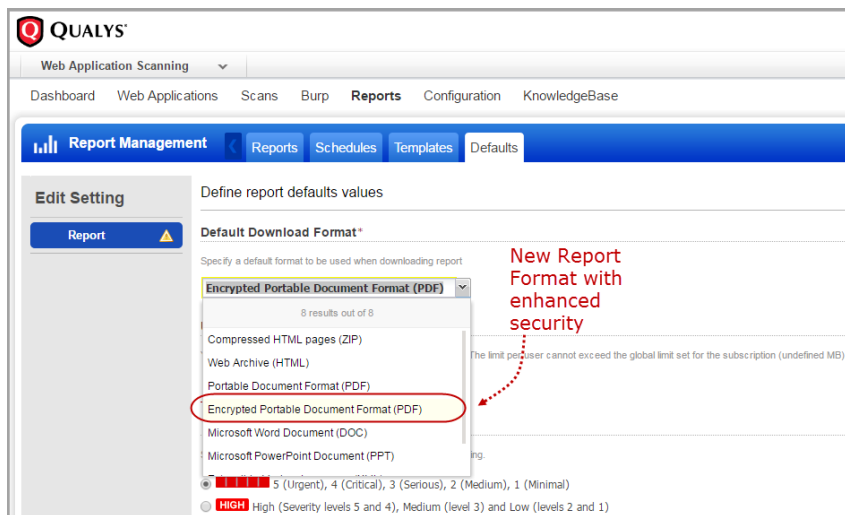 QUALYS
Web Application Scanning
Dashboard Web Applications Scans Burp Reports Configuration KnowledgeBase
Report Management Reports Schedules Templates Defaults
Edit Setting
Report
Define report defaults values
Default Download Format*
Specify a default format to be used when downloading report
Encrypted Portable Document Format (PDF)
8 results out of 8
Compressed HTML pages (ZIP)
Web Archive (HTML)
Portable Document Format (PDF)
Encrypted Portable Document Format (PDF)
Microsoft Word Document (DOC)
Microsoft PowerPoint Document (PPT)
New Report
Format with
enhanced
security
The limit per user cannot exceed the global limit set for the subscription (undefined MB)
5 (Urgent), 4 (Critical), 3 (Serious), 2 (Medium), 1 (Minimal)
HIGH High (Severity levels 5 and 4), Medium (level 3) and Low (levels 2 and 1)